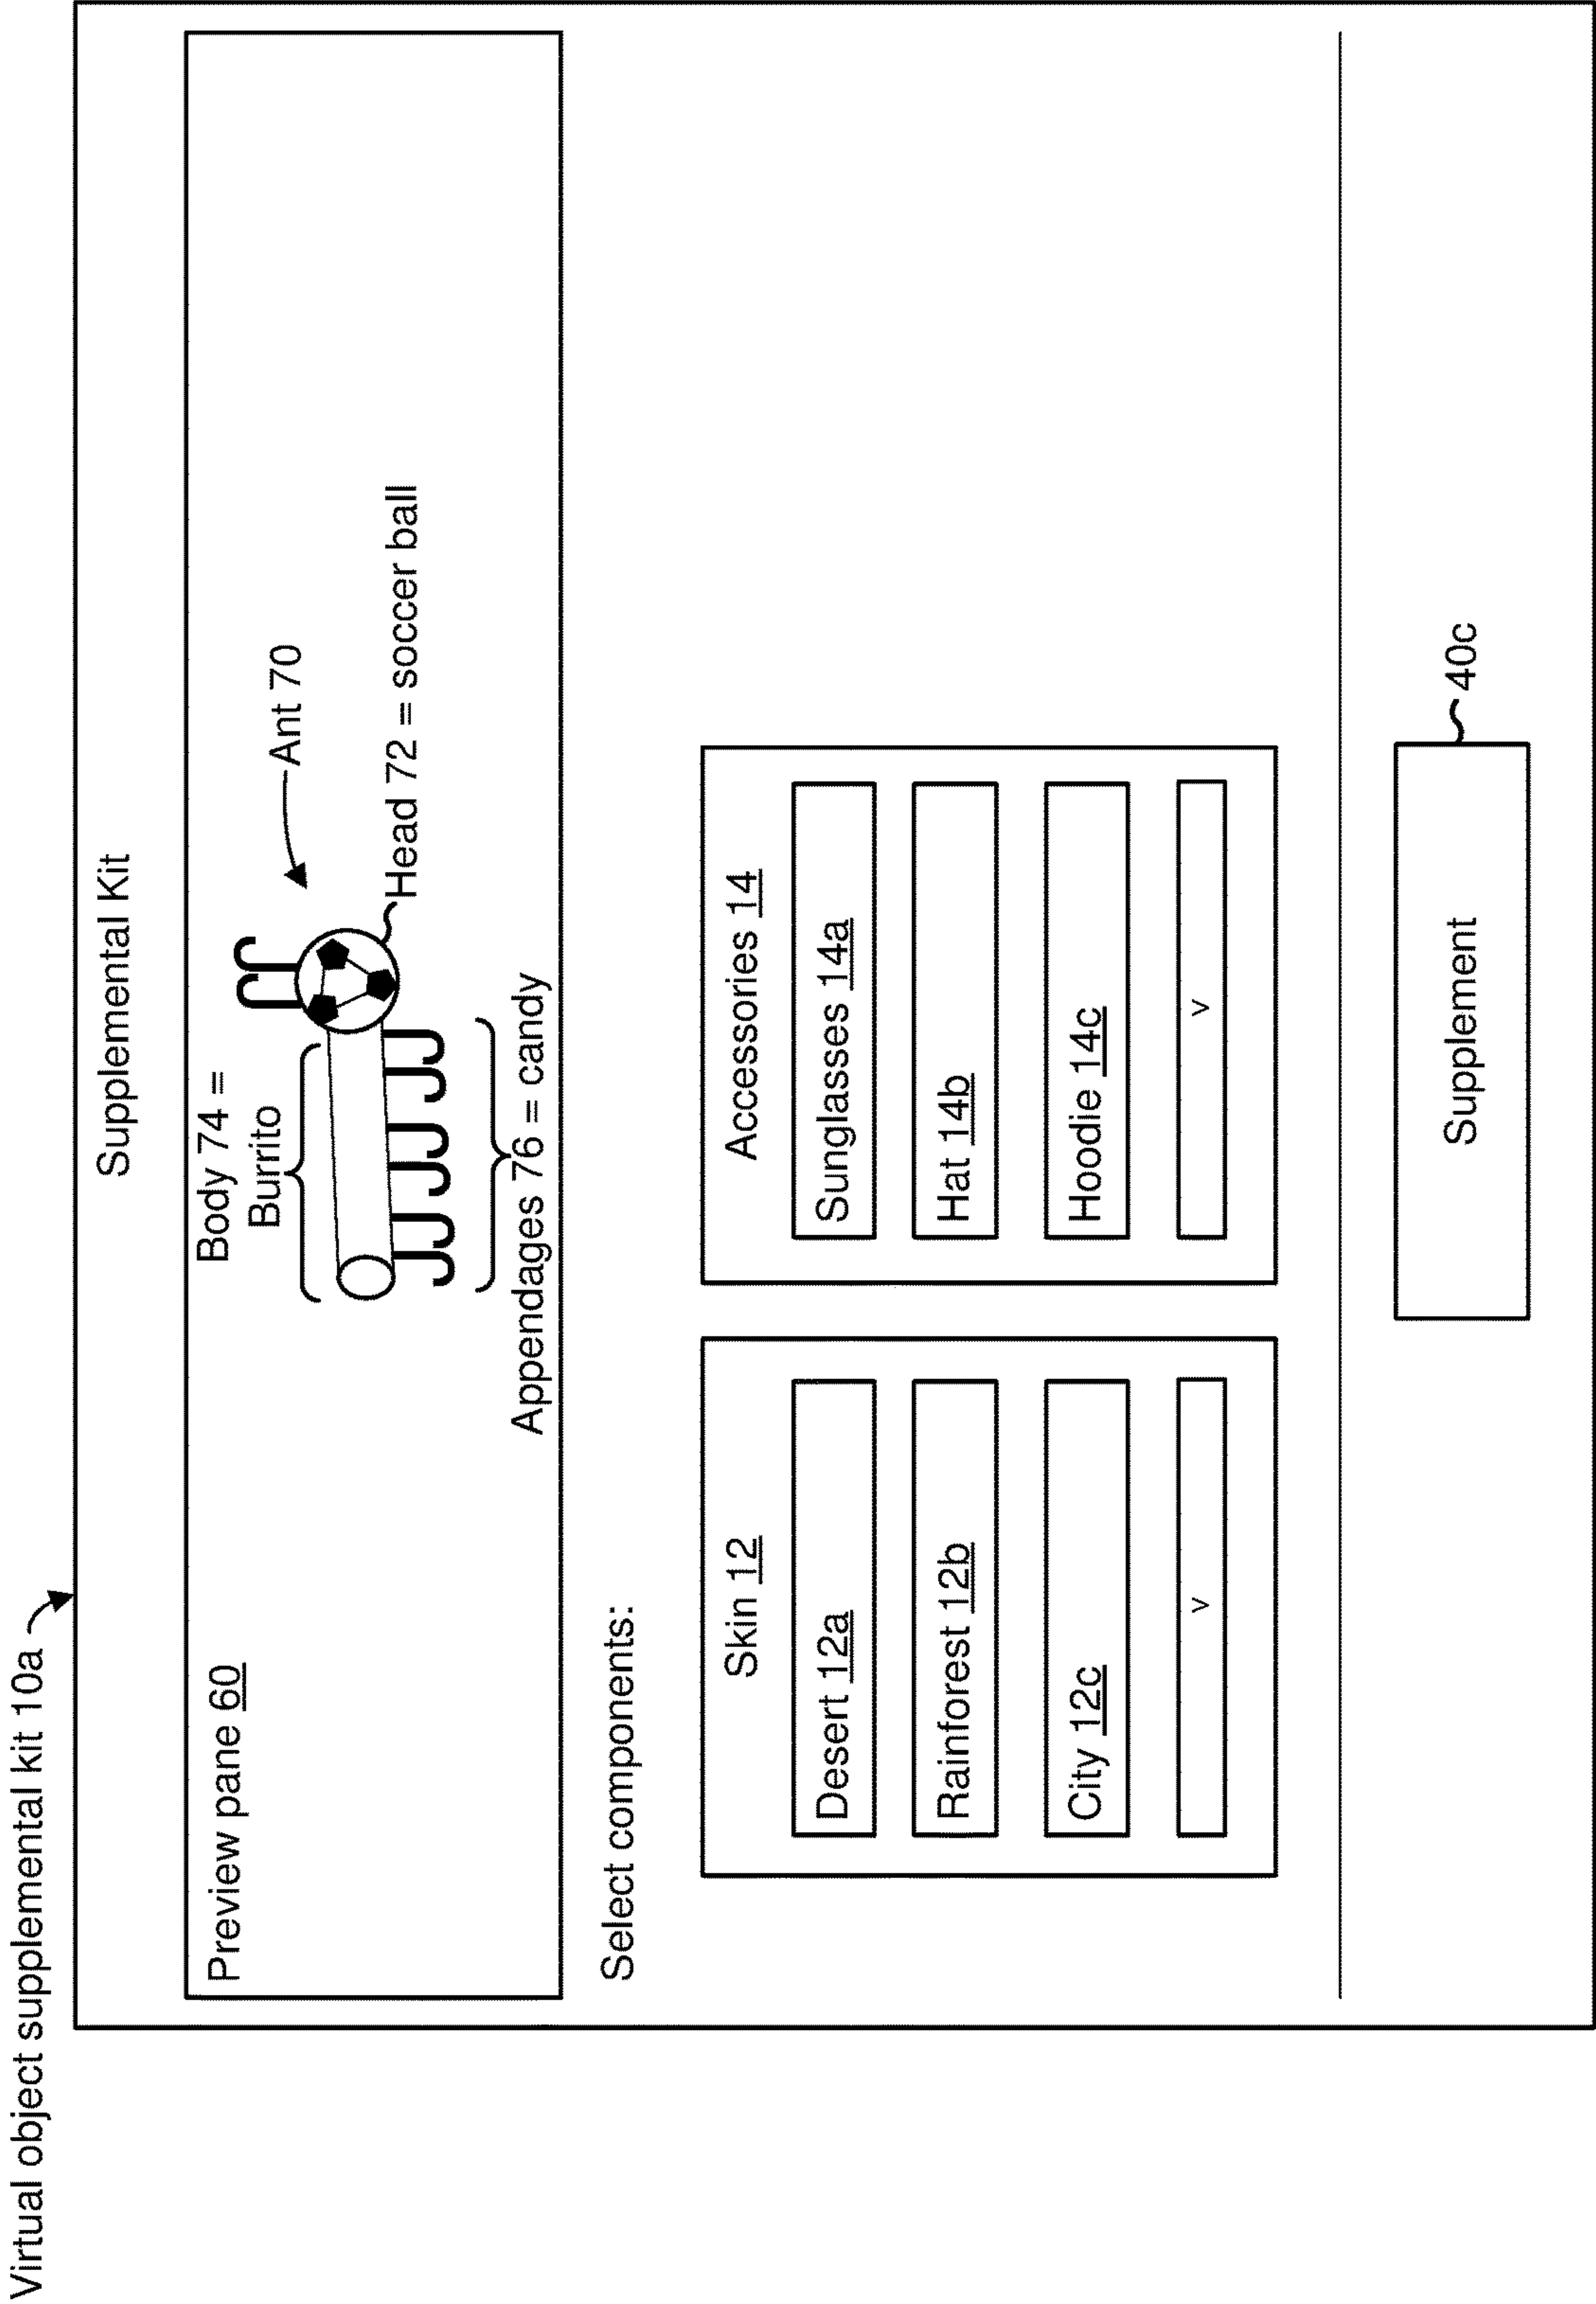 Virtual object supplemental kit 10a
Supplemental Kit
Preview pane 60
Body 74 =
Burrito
Ant 70
Head 72 = soccer ball
Appendages 76 = candy
Select components:
Skin 12
Desert 12a
Rainforest 12b
City 12c
v
Accessories 14
Sunglasses 14a
Hat 14b
Hoodie 14c
v
Supplement
40c